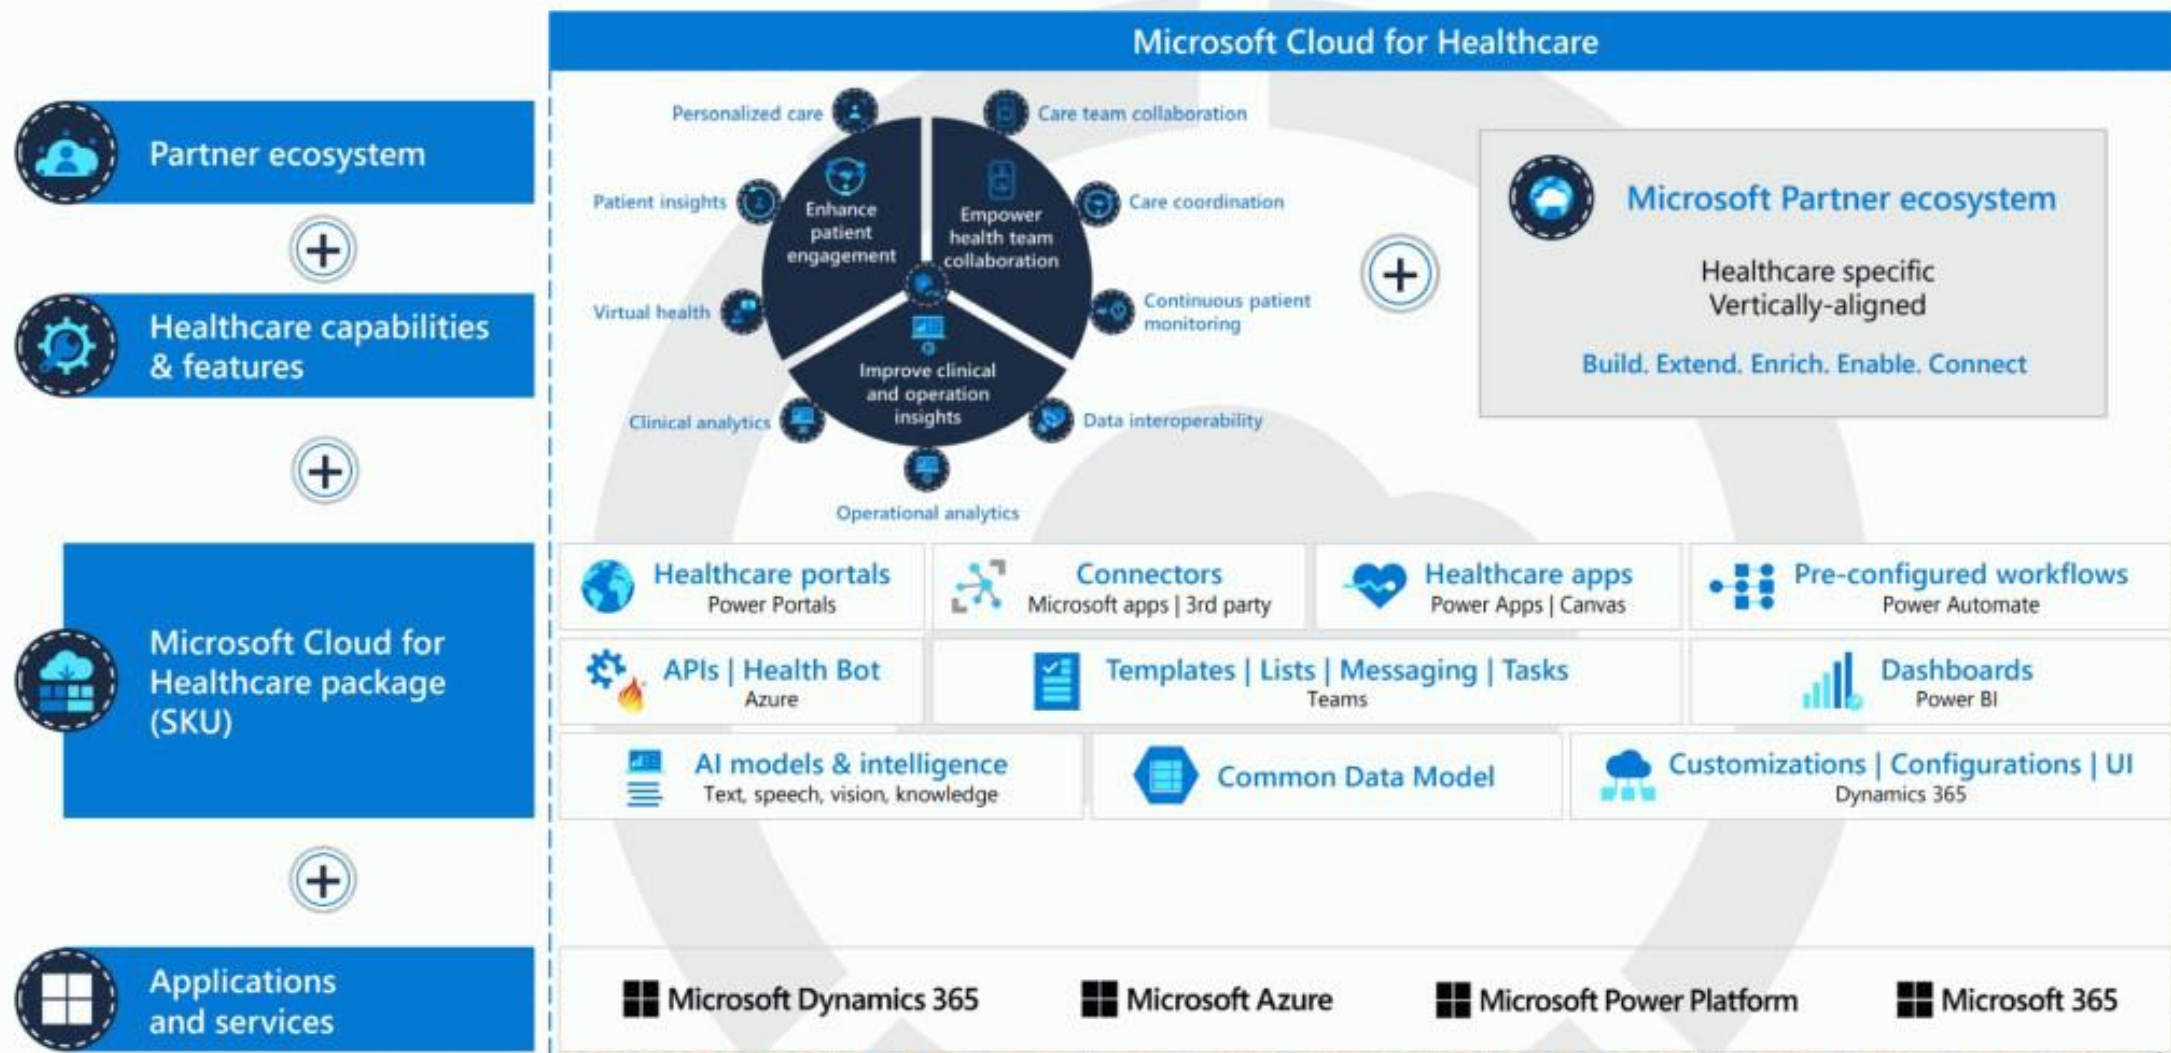 Microsoft Cloud for Healthcare
Partner ecosystem
Healthcare capabilities
& features
Microsoft Cloud for
Healthcare package
(SKU)
Applications
and services
Personalized care
Care team collaboration
Patient insights
Care coordination
Virtual health
Continuous patient
monitoring
Clinical analytics
Data interoperability
Operational analytics
Enhance
patient
engagement
Empower
health team
collaboration
Improve clinical
and operation
insights
Microsoft Partner ecosystem
Healthcare specific
Vertically-aligned
Build. Extend. Enrich. Enable. Connect
Healthcare portals
Power Portals
Connectors
Microsoft apps | 3rd party
Healthcare apps
Power Apps | Canvas
Pre-configured workflows
Power Automate
APIs | Health Bot
Azure
Templates | Lists | Messaging | Tasks
Teams
Dashboards
Power BI
AI models & intelligence
Text, speech, vision, knowledge
Common Data Model
Customizations | Configurations | UI
Dynamics 365
Microsoft Dynamics 365
Microsoft Azure
Microsoft Power Platform
Microsoft 365